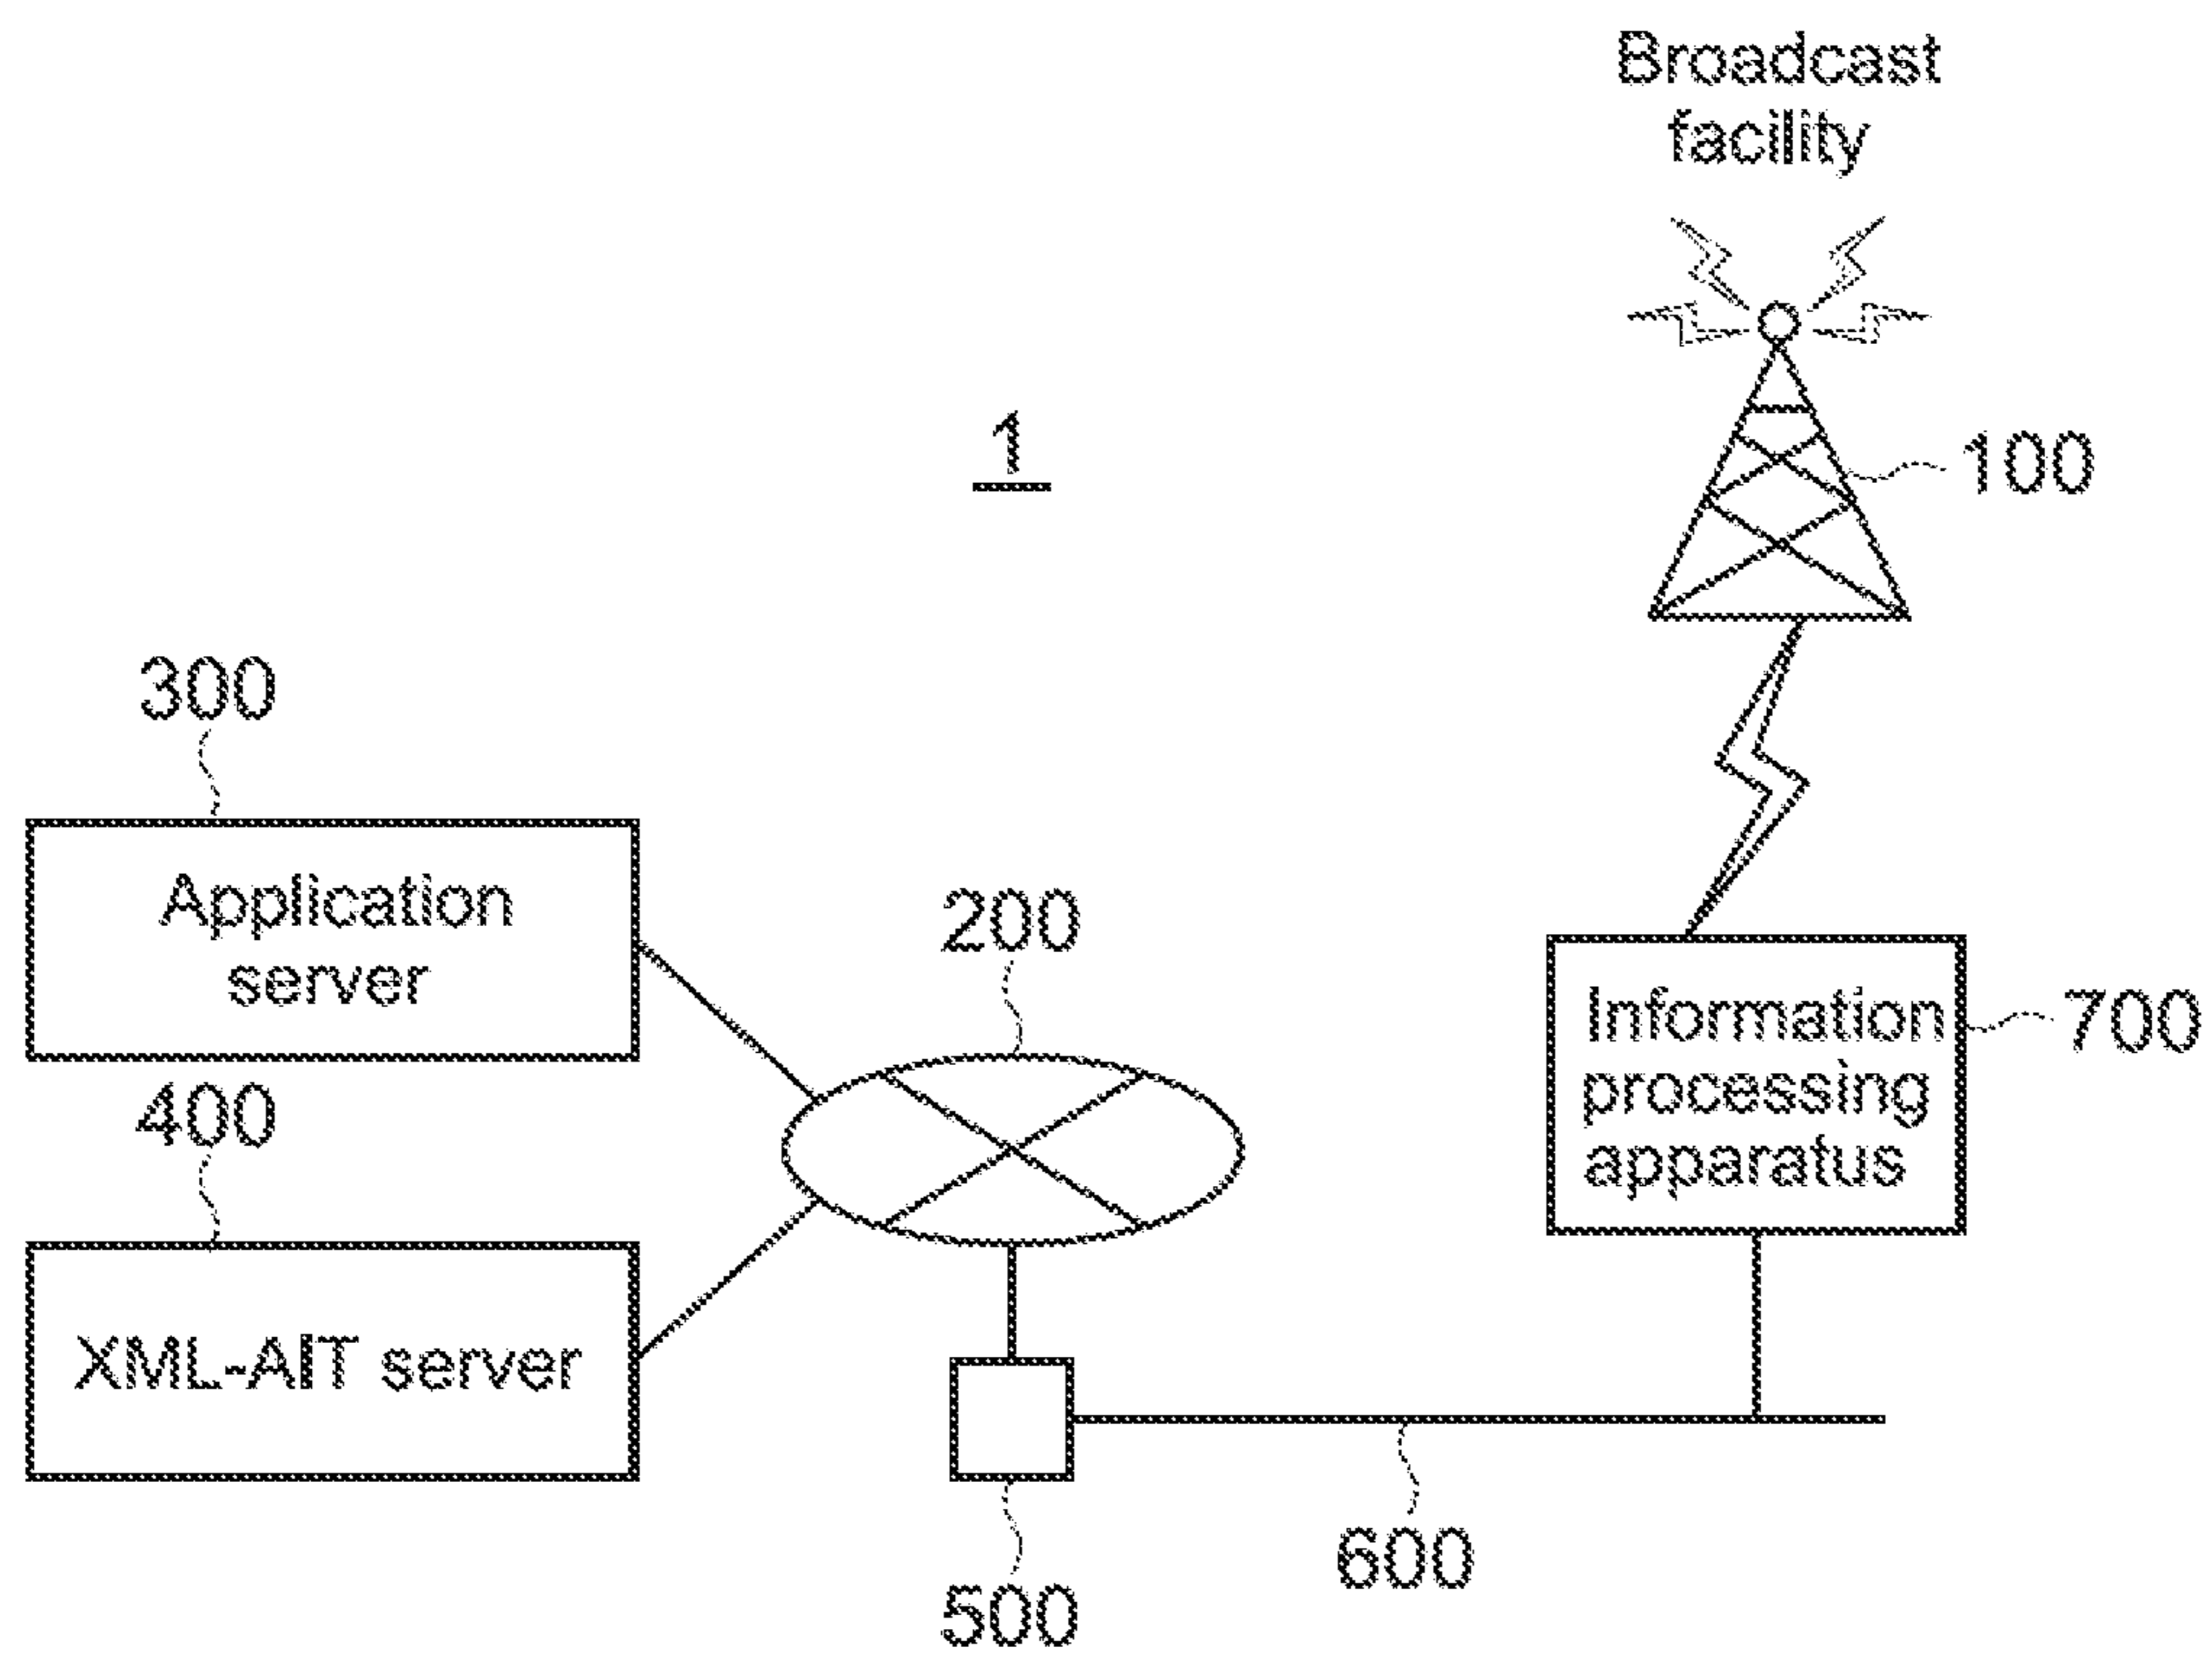 Broadcast
facility
1
100
300
Application
server
200
Information
processing
apparatus
700
400
XML-AIT server
600
500